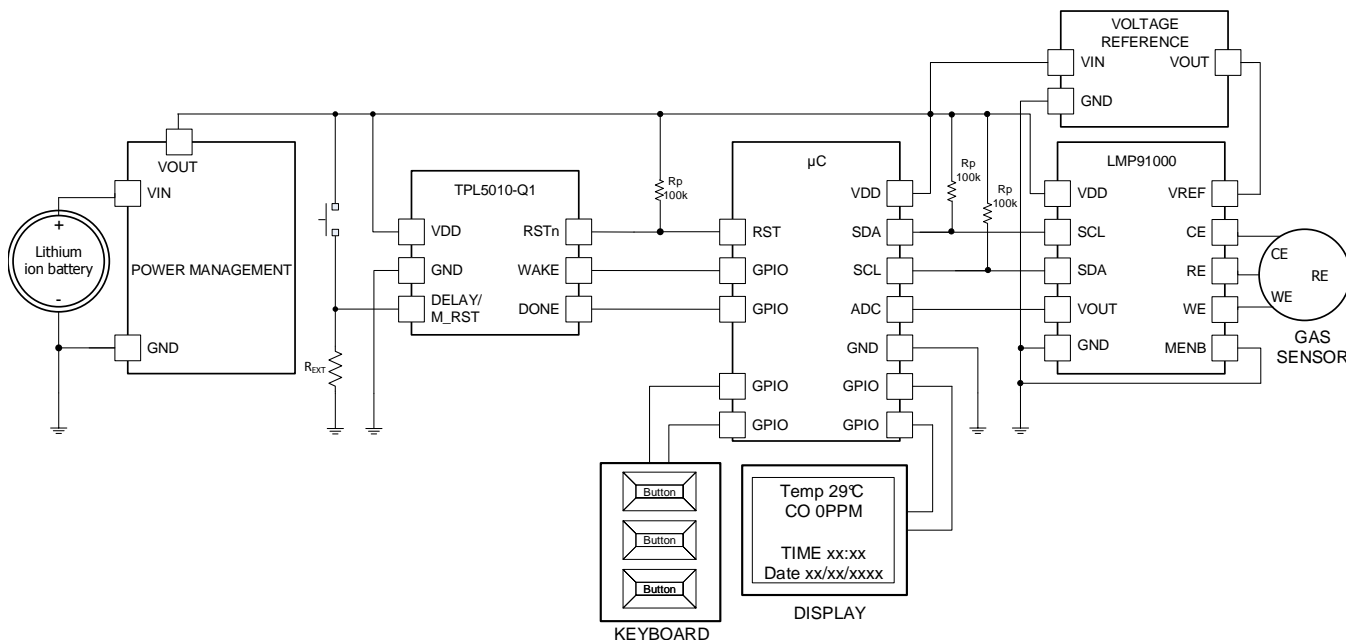 VOLTAGE
REFERENCE
VIN
VOUT
GND
VOUT
VIN
POWER MANAGEMENT
GND
+
Lithium
ion battery
-
REXT
TPL5010-Q1
VDD
RSTn
GND
WAKE
DELAY/
M_RST
DONE
Rp
100k
µC
VDD
RST
SDA
GPIO
SCL
GPIO
ADC
GND
GPIO
GPIO
GPIO
GPIO
Rp
100k
Rp
100k
LMP91000
VDD
VREF
SCL
CE
SDA
RE
VOUT
WE
GND
MENB
CE
RE
WE
GAS
SENSOR
Button
Button
Button
KEYBOARD
Temp 29°C
CO 0PPM
TIME xx:xx
Date xx/xx/xxxx
DISPLAY